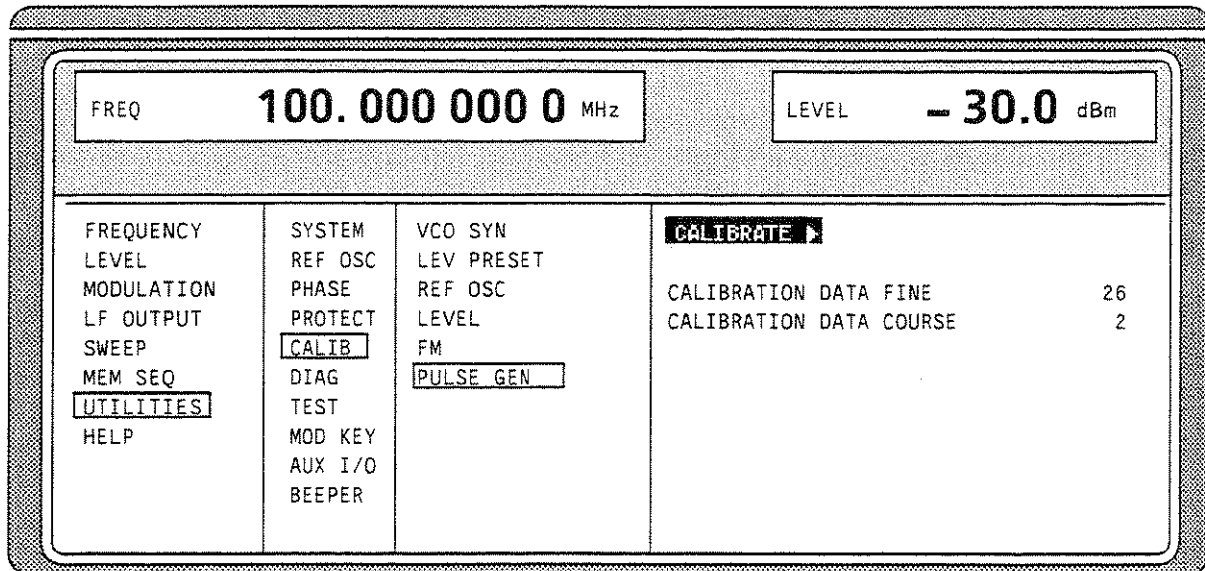 FREQ 100.000 000 0 MHz
LEVEL - 30.0 dBm
FREQUENCY
LEVEL
MODULATION
LF OUTPUT
SWEEP
MEM SEQ
UTILITIES
HELP
SYSTEM
REF OSC
PHASE
PROTECT
CALIB
DIAG
TEST
MOD KEY
AUX I/O
BEEPER
VCO SYN
LEV PRESET
REF OSC
LEVEL
FM
PULSE GEN
CALIBRATE ▶
CALIBRATION DATA FINE 26
CALIBRATION DATA COURSE 2